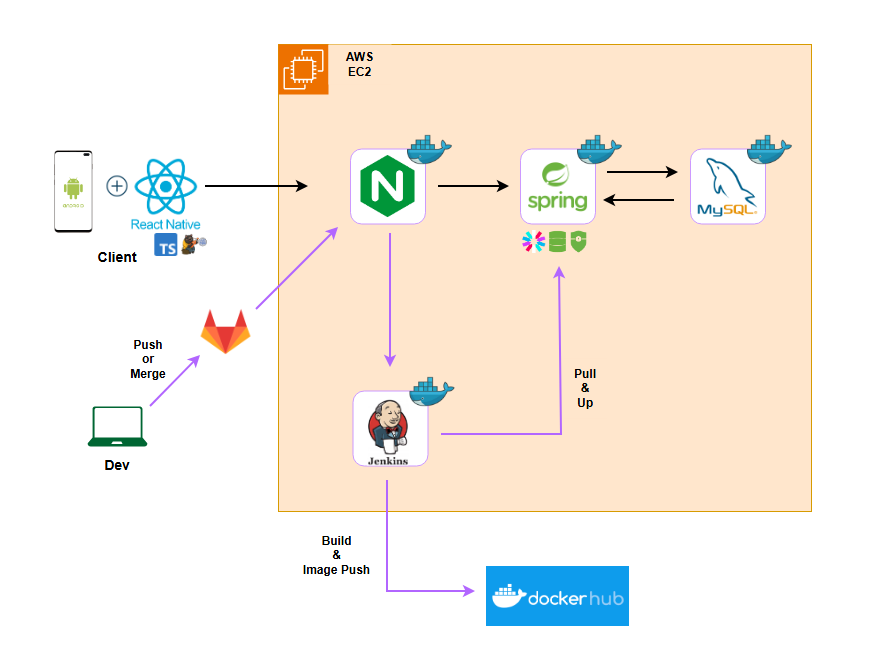 AWS
EC2
android
React Native
TS
Client
N
spring
MySQL
Push
or
Merge
Dev
Pull
&
Up
Jenkins
Build
&
Image Push
docker hub